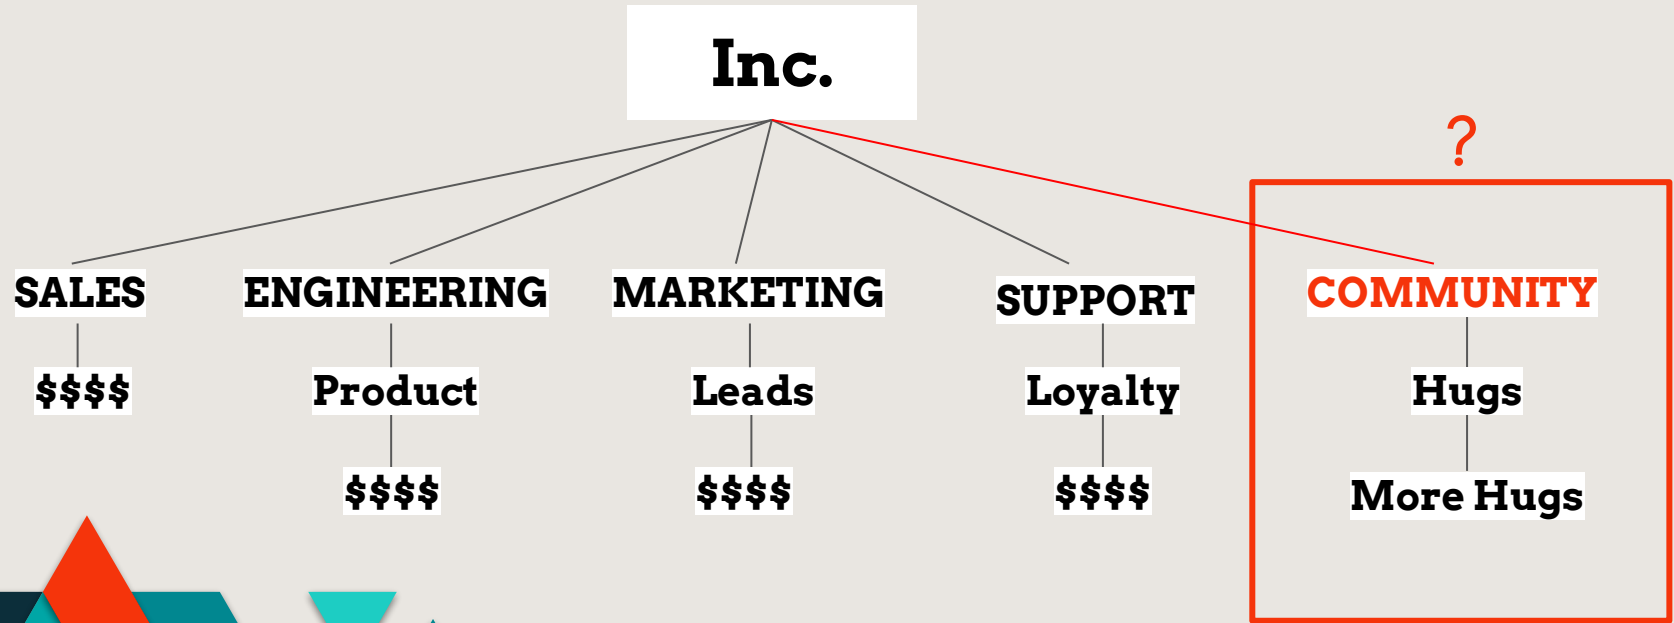 Inc.
?
SALES
ENGINEERING
MARKETING
SUPPORT
COMMUNITY
$$$$
Product
Leads
Loyalty
Hugs
$$$$
$$$$
$$$$
More Hugs